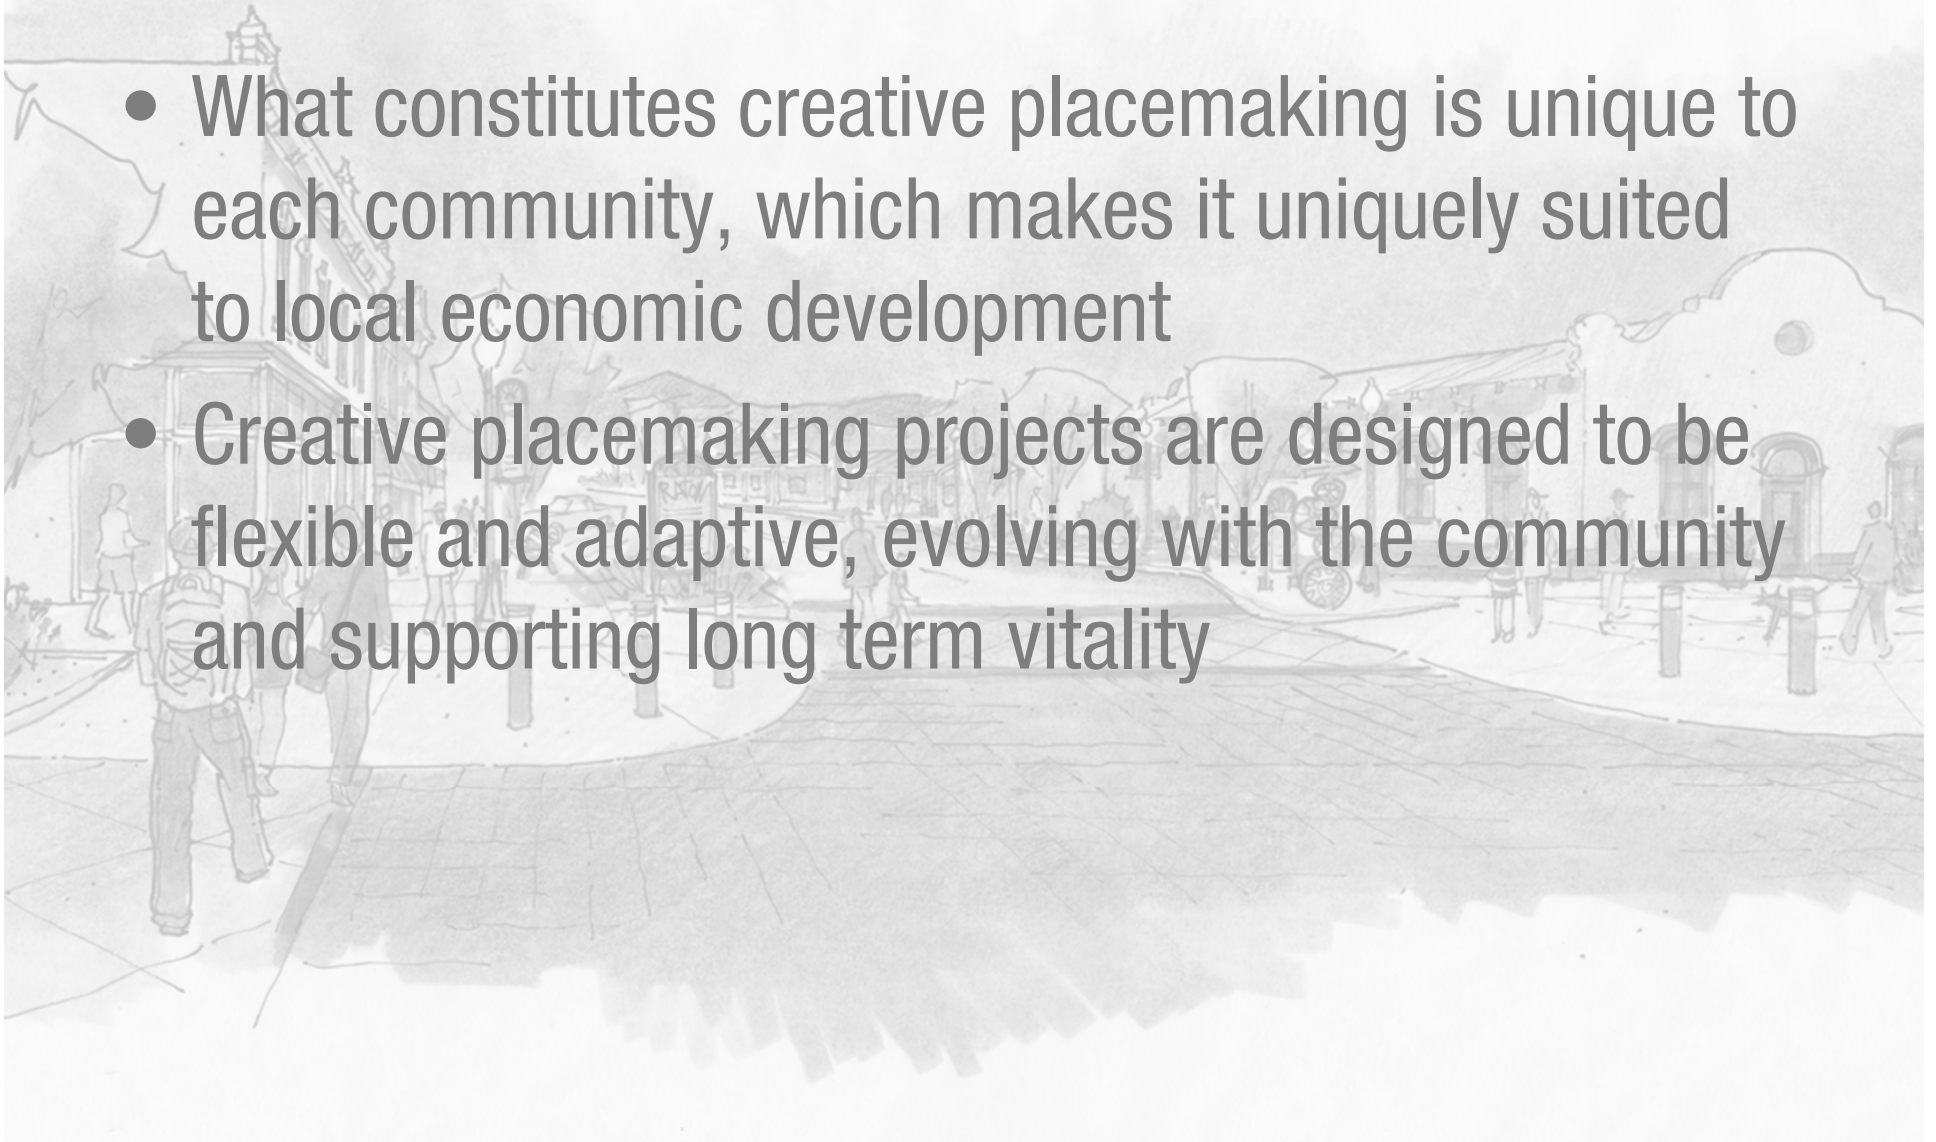 • What constitutes creative placemaking is unique to
each community, which makes it uniquely suited
to local economic development
• Creative placemaking projects are designed to be
flexible and adaptive, evolving with the community
and supporting long term vitality